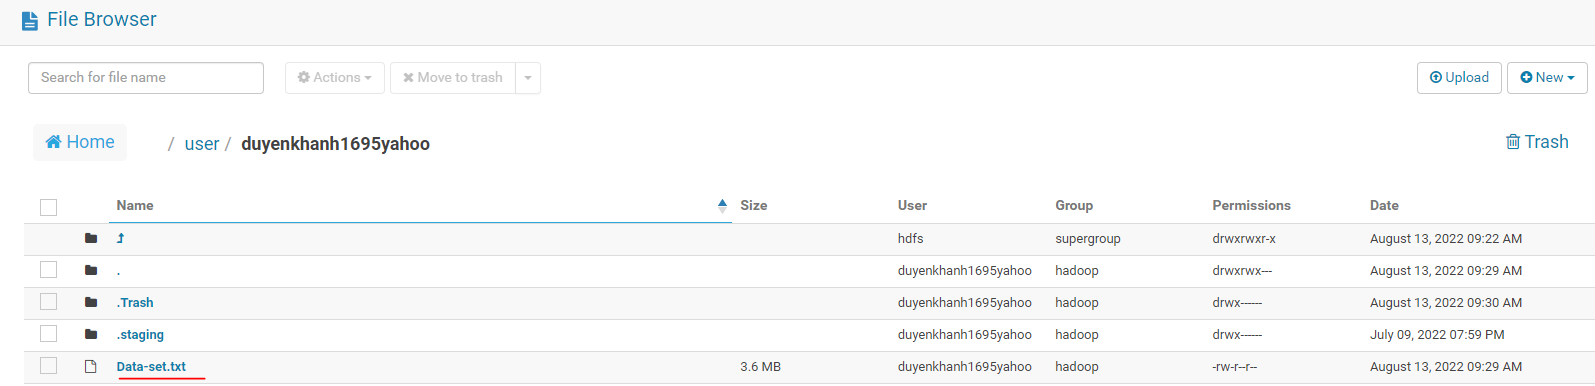 File Browser
Search for file name Actions Move to trash Upload New
Home / user / duyenkhanh1695yahoo Trash
Name Size User Group Permissions Date
hdfs supergroup drwxrwxr-x August 13, 2022 09:22 AM
. duyenkhanh1695yahoo hadoop drwxrwx--- August 13, 2022 09:29 AM
.Trash duyenkhanh1695yahoo hadoop drwx------ August 13, 2022 09:30 AM
.staging duyenkhanh1695yahoo hadoop drwx------ July 09, 2022 07:59 PM
Data-set.txt 3.6 MB duyenkhanh1695yahoo hadoop -rw-r--r-- August 13, 2022 09:29 AM